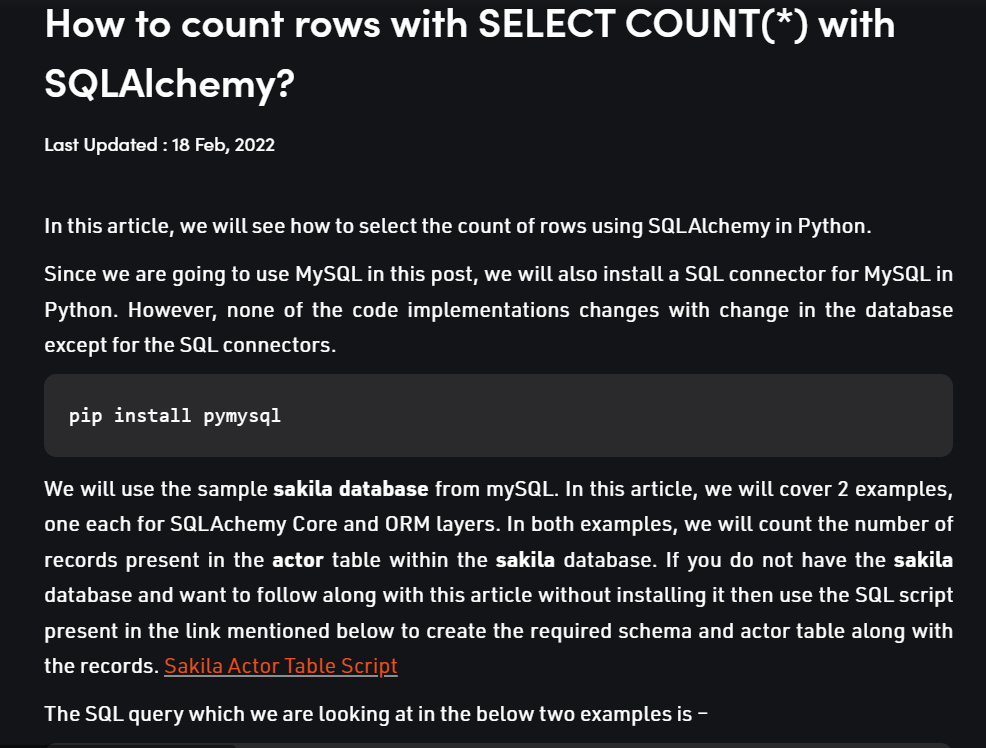 How to count rows with SELECT COUNT(*) with
SQLAlchemy?
Last Updated : 18 Feb, 2022
In this article, we will see how to select the count of rows using SQLAlchemy in Python.
Since we are going to use MySQL in this post, we will also install a SQL connector for MySQL in
Python. However, none of the code implementations changes with change in the database
except for the SQL connectors.
pip install pymysql
We will use the sample sakila database from mySQL. In this article, we will cover 2 examples,
one each for SQLAchemy Core and ORM layers. In both examples, we will count the number of
records present in the actor table within the sakila database. If you do not have the sakila
database and want to follow along with this article without installing it then use the SQL script
present in the link mentioned below to create the required schema and actor table along with
the records. Sakila Actor Table Script
The SQL query which we are looking at in the below two examples is –